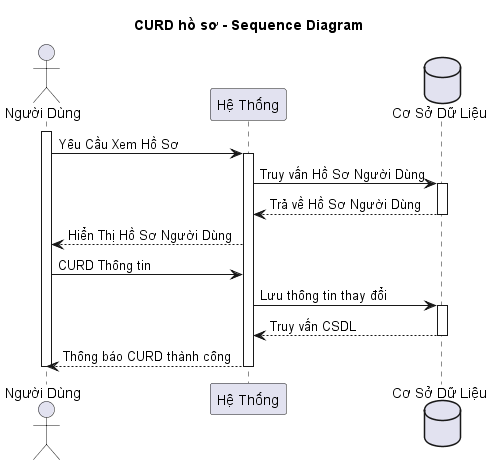 CURD hồ sơ - Sequence Diagram
Người Dùng
Hệ Thống
Cơ Sở Dữ Liệu
Yêu Cầu Xem Hồ Sơ
Truy vấn Hồ Sơ Người Dùng
Trả về Hồ Sơ Người Dùng
Hiển Thị Hồ Sơ Người Dùng
CURD Thông tin
Lưu thông tin thay đổi
Truy vấn CSDL
Thông báo CURD thành công
Người Dùng
Hệ Thống
Cơ Sở Dữ Liệu